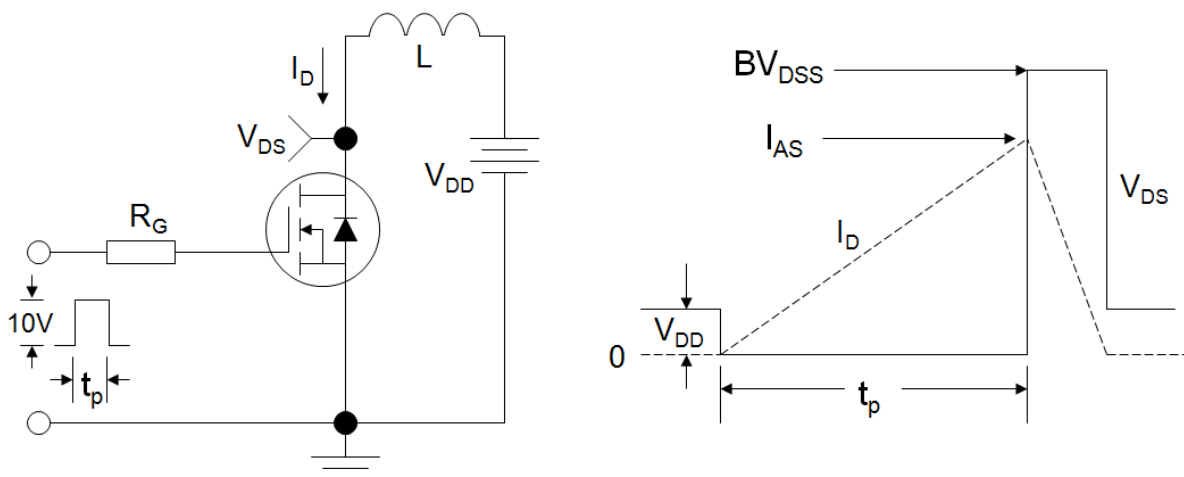 I_D
L
V_DS
V_DD
R_G
10V
t_p
BV_DSS
I_AS
V_DS
I_D
V_DD
0
t_p